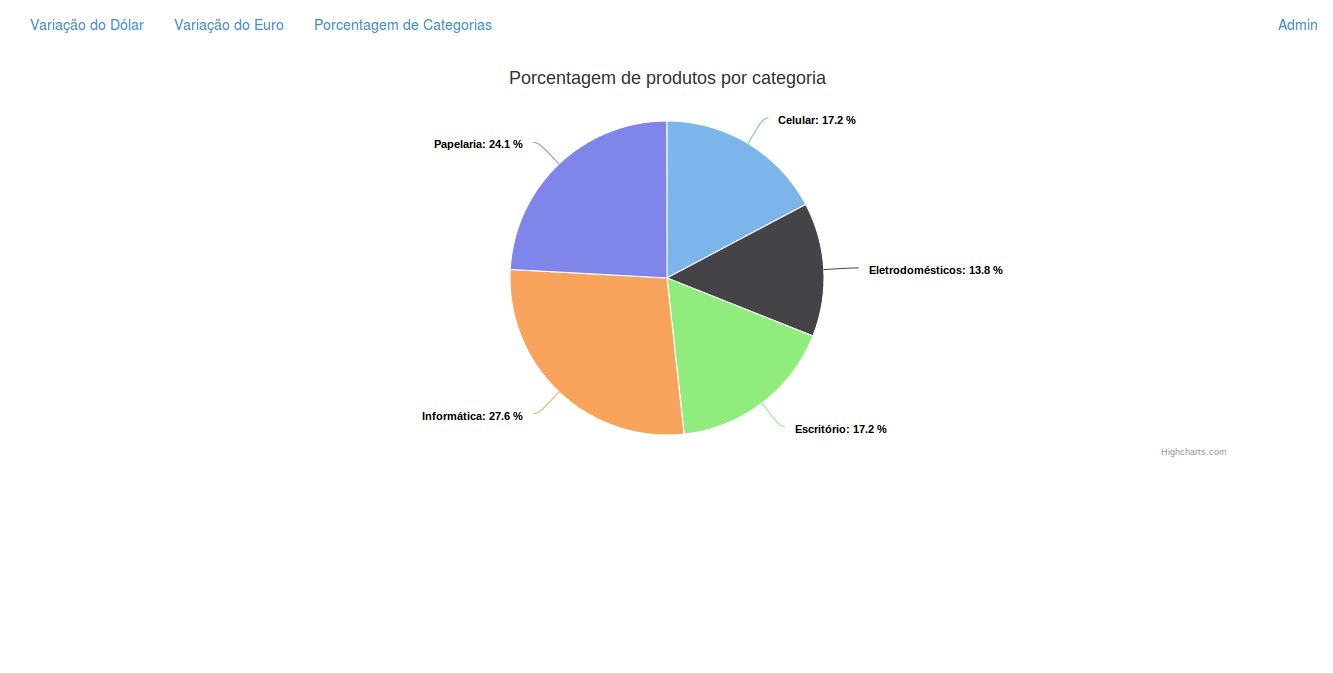 Variação do Dólar
Variação do Euro
Porcentagem de Categorias
Admin
Porcentagem de produtos por categoria
Celular: 17.2 %
Papelaria: 24.1 %
Eletrodomésticos: 13.8 %
Informática: 27.6 %
Escritório: 17.2 %
Highcharts.com